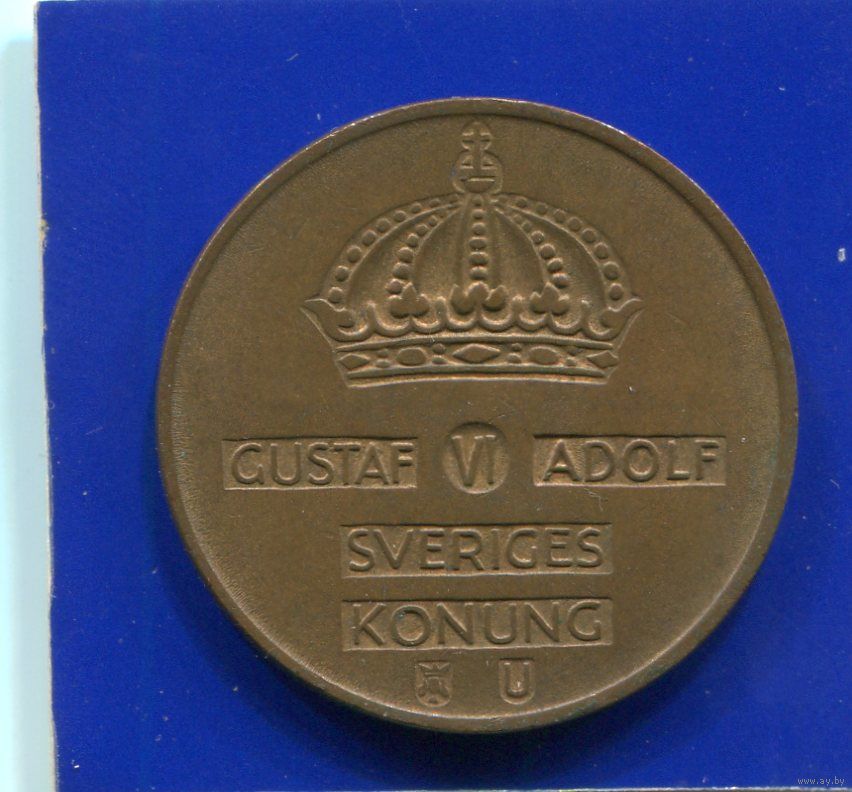 GUSTAF VI ADOLF
SVERIGES
KONUNG
U
www.ay.by